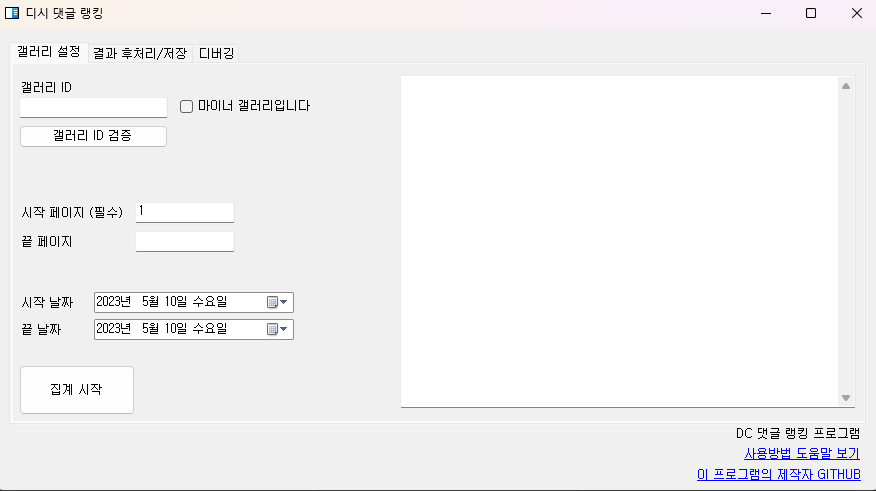 디시 댓글 랭킹
갤러리 설정 결과 후처리/저장 디버깅
갤러리 ID
마이너 갤러리입니다
갤러리 ID 검증
시작 페이지 (필수) 1
끝 페이지
시작 날짜 2023년 5월 10일 수요일
끝 날짜 2023년 5월 10일 수요일
집계 시작
DC 댓글 랭킹 프로그램
사용방법 도움말 보기
이 프로그램의 제작자 GITHUB